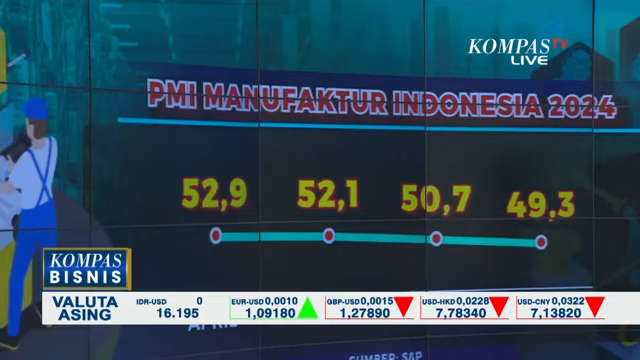 KOMPAS TV
LIVE
PMI MANUFAKTUR INDONESIA 2024
52,9 52,1 50,7 49,3
KOMPAS
BISNIS
VALUTA
ASING
IDR-USD 0
16.195
EUR-USD 0,0010
1,09180
GBP-USD 0,0015
1,27890
USD-HKD 0,0228
7,78340
USD-CNY 0,0322
7,13820
APRIL
SUMBER: S&P